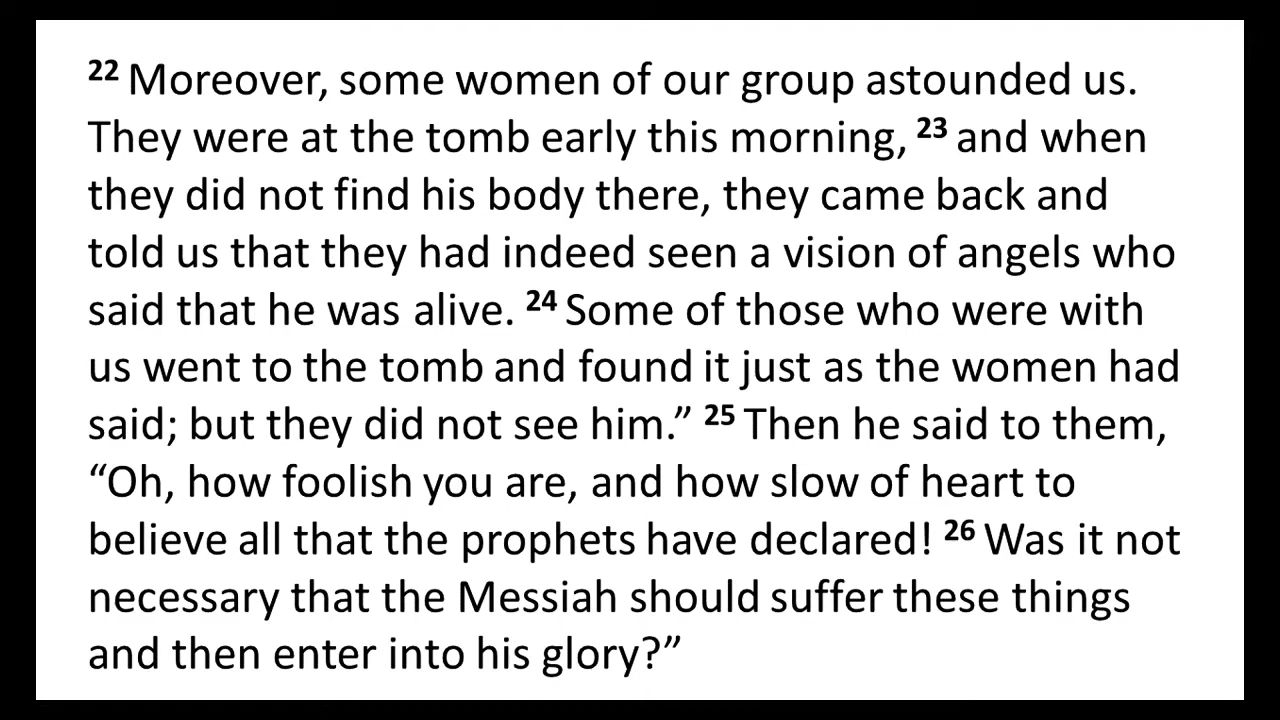 22 Moreover, some women of our group astounded us.
They were at the tomb early this morning, 23 and when
they did not find his body there, they came back and
told us that they had indeed seen a vision of angels who
said that he was alive. 24 Some of those who were with
us went to the tomb and found it just as the women had
said; but they did not see him.” 25 Then he said to them,
“Oh, how foolish you are, and how slow of heart to
believe all that the prophets have declared! 26 Was it not
necessary that the Messiah should suffer these things
and then enter into his glory?”